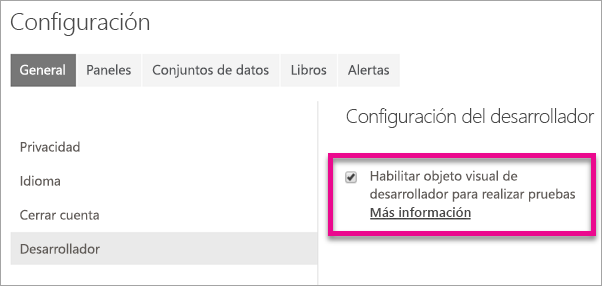 Configuración
General Paneles Conjuntos de datos Libros Alertas
Privacidad
Idioma
Cerrar cuenta
Desarrollador
Configuración del desarrollador
Habilitar objeto visual de
desarrollador para realizar pruebas
Más información